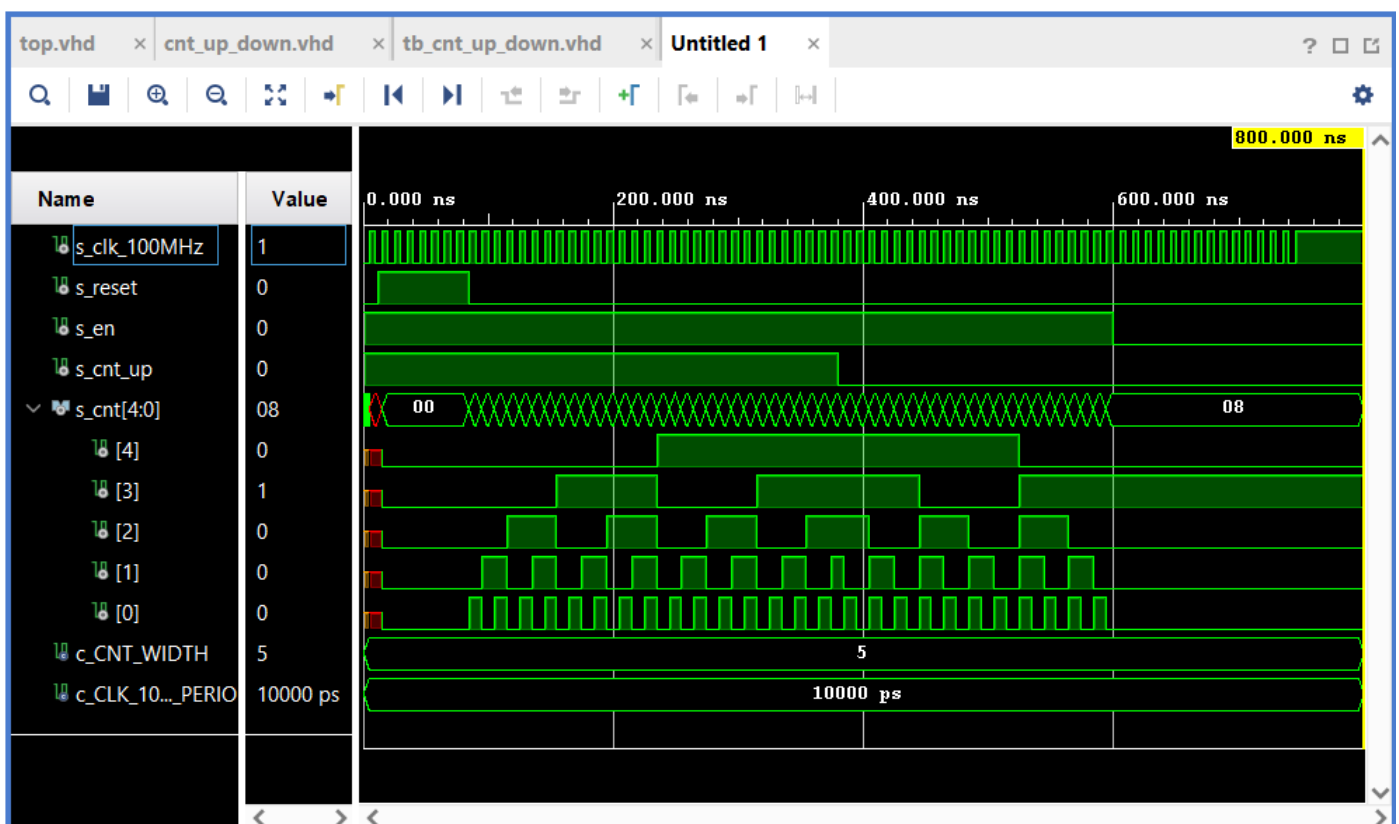 top.vhd × cnt_up_down.vhd × tb_cnt_up_down.vhd × Untitled 1 × ?
800.000 ns
Name Value 0.000 ns 200.000 ns 400.000 ns 600.000 ns
s_clk_100MHz 1
s_reset 0
s_en 0
s_cnt_up 0
s_cnt[4:0] 08 00 08
[4] 0
[3] 1
[2] 0
[1] 0
[0] 0
c_CNT_WIDTH 5 5
c_CLK_10..._PERIO 10000 ps 10000 ps